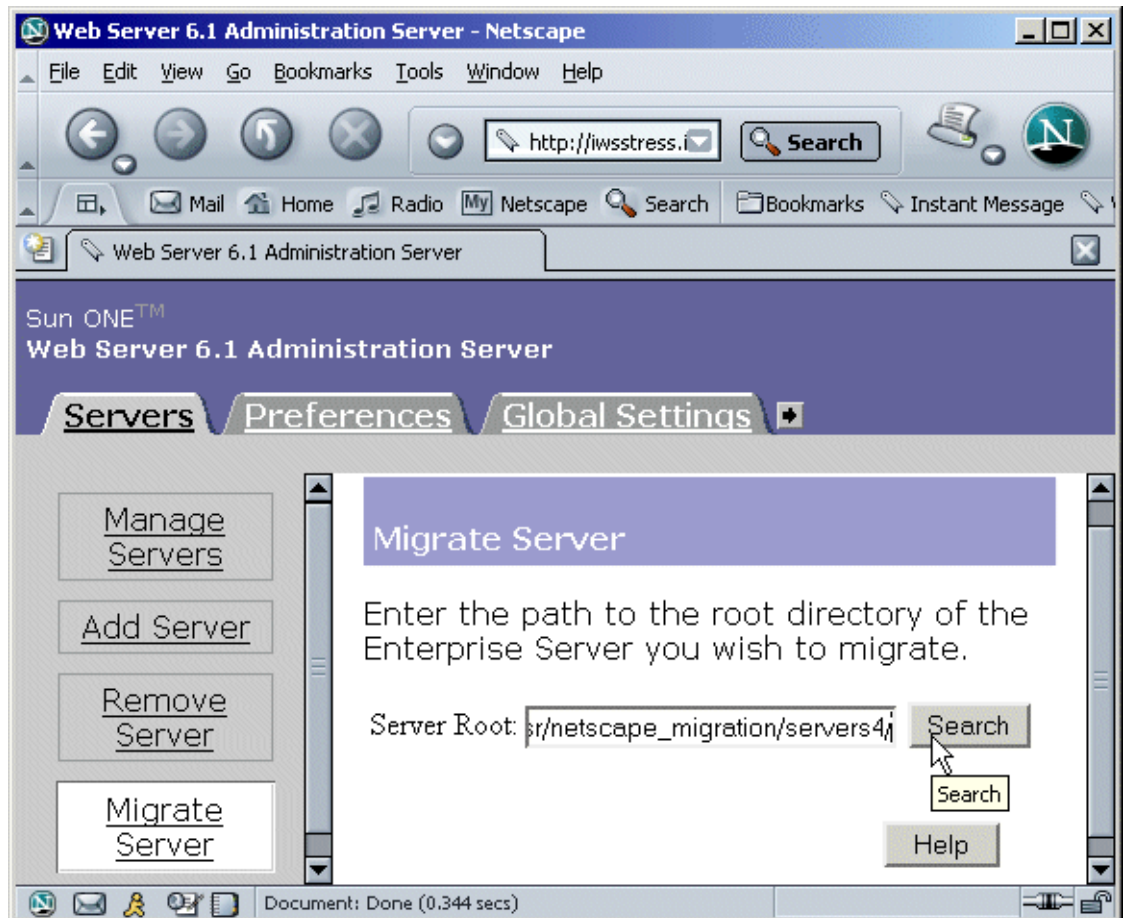 Web Server 6.1 Administration Server - Netscape
File Edit View Go Bookmarks Tools Window Help
http://iwsstress.i Search N
Mail Home Radio My Netscape Search Bookmarks Instant Message
Web Server 6.1 Administration Server
Sun ONE™
Web Server 6.1 Administration Server
Servers Preferences Global Settings
Manage
Servers
Add Server
Remove
Server
Migrate
Server
Migrate Server
Enter the path to the root directory of the
Enterprise Server you wish to migrate.
Server Root: sr/netscape_migration/servers4/ Search
Search
Help
Document: Done (0.344 secs)